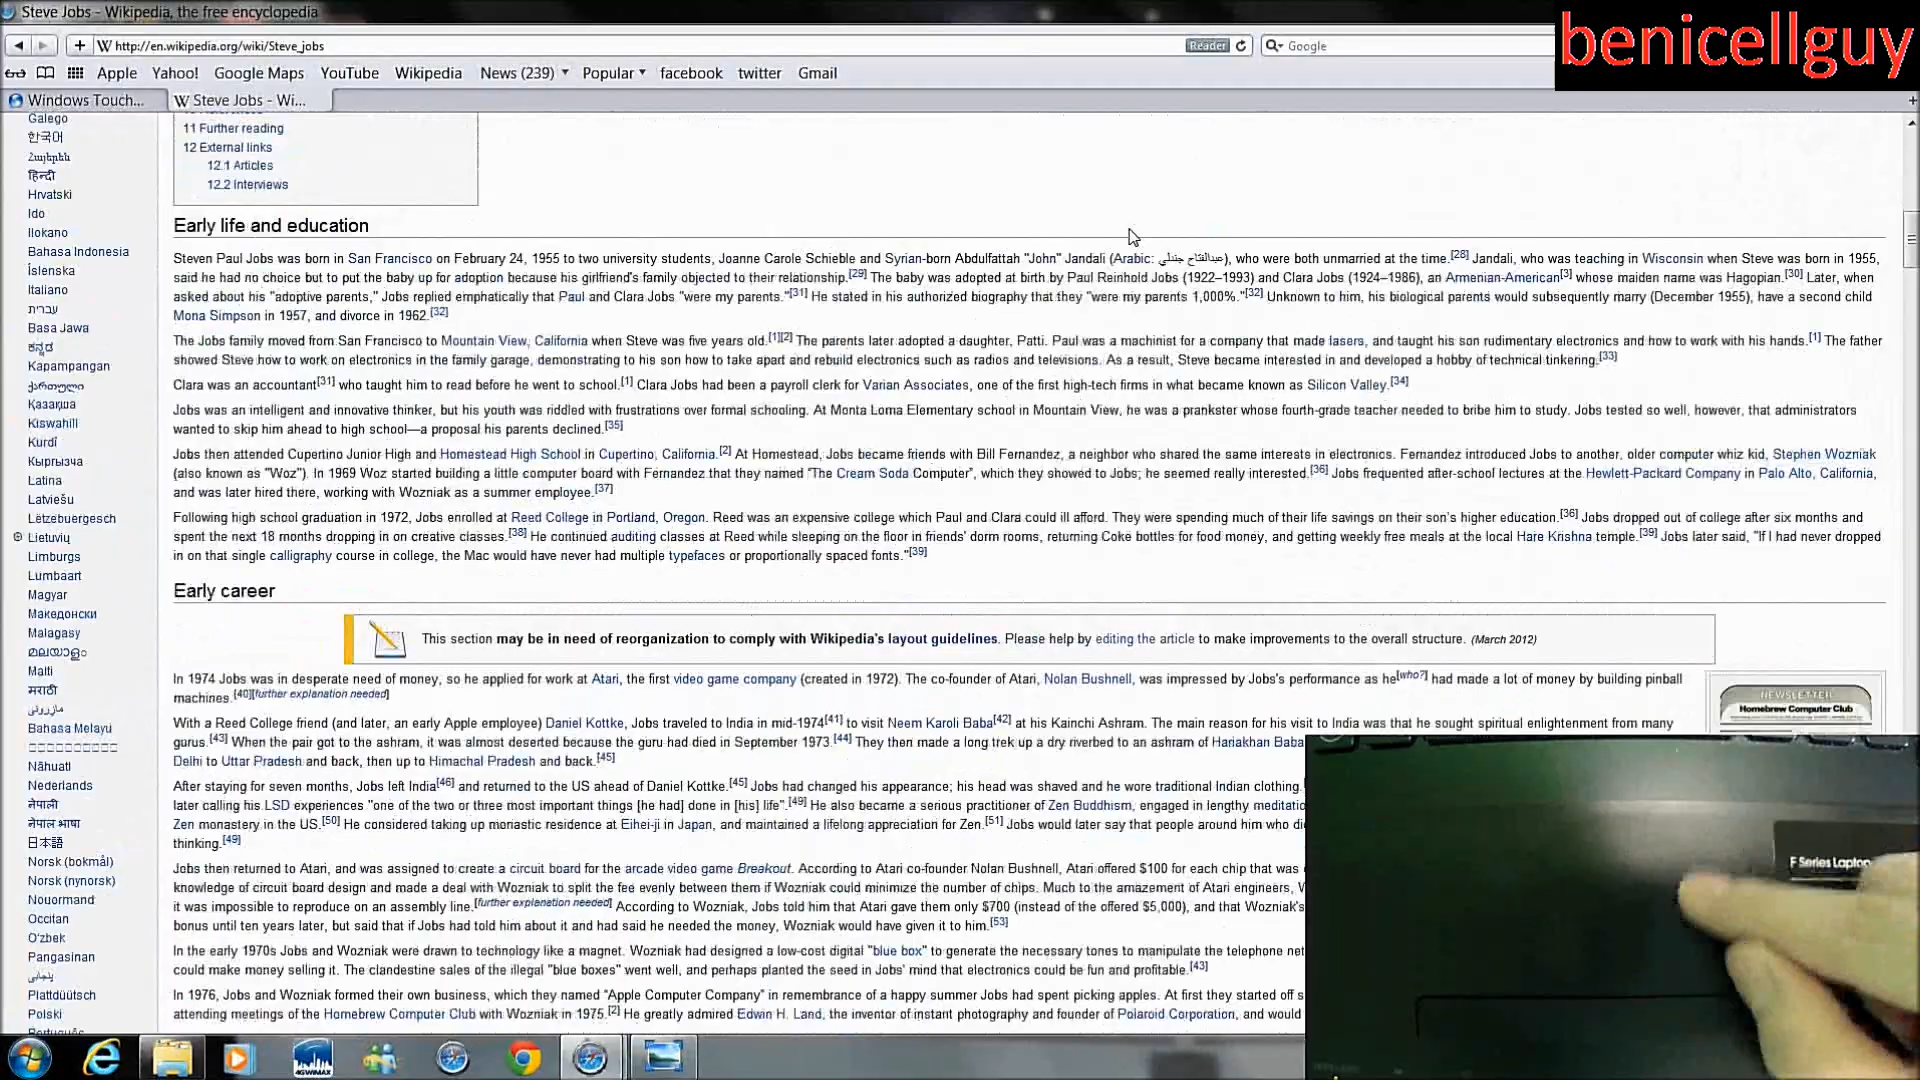 Steve Jobs - Wikipedia, the free encyclopedia
benicellguy
http://en.wikipedia.org/wiki/Steve_jobs
Reader
Google
Apple Yahoo! Google Maps YouTube Wikipedia News (239) Popular facebook twitter Gmail
Windows Touch...
Steve Jobs - Wi...
Galego
한국어
Հայերեն
हिन्दी
Hrvatski
Ido
Ilokano
Bahasa Indonesia
Íslenska
Italiano
עברית
Basa Jawa
ಕನ್ನಡ
Kapampangan
ქართული
Қазақша
Kiswahili
Kurdî
Кыргызча
Latina
Latviešu
Lëtzebuergesch
Lietuvių
Limburgs
Lumbaart
Magyar
Македонски
Malagasy
മലയാളം
Malti
मराठी
مازِرونی
Bahasa Melayu
Nāhuatl
Nederlands
नेपाली
नेपाल भाषा
日本語
Norsk (bokmål)
Norsk (nynorsk)
Nouormand
Occitan
O'zbek
Pangasinan
پنجابی
Plattdüütsch
Polski
Português
11 Further reading
12 External links
12.1 Articles
12.2 Interviews
Early life and education
Steven Paul Jobs was born in San Francisco on February 24, 1955 to two university students, Joanne Carole Schieble and Syrian-born Abdulfattah "John" Jandali (Arabic: عبدالفتاح جندلي), who were both unmarried at the time.[28] Jandali, who was teaching in Wisconsin when Steve was born in 1955,
said he had no choice but to put the baby up for adoption because his girlfriend's family objected to their relationship.[29] The baby was adopted at birth by Paul Reinhold Jobs (1922–1993) and Clara Jobs (1924–1986), an Armenian-American[3] whose maiden name was Hagopian.[30] Later, when
asked about his "adoptive parents," Jobs replied emphatically that Paul and Clara Jobs "were my parents."[31] He stated in his authorized biography that they "were my parents 1,000%."[32] Unknown to him, his biological parents would subsequently marry (December 1955), have a second child
Mona Simpson in 1957, and divorce in 1962.[32]
The Jobs family moved from San Francisco to Mountain View, California when Steve was five years old.[1][2] The parents later adopted a daughter, Patti. Paul was a machinist for a company that made lasers, and taught his son rudimentary electronics and how to work with his hands.[1] The father
showed Steve how to work on electronics in the family garage, demonstrating to his son how to take apart and rebuild electronics such as radios and televisions. As a result, Steve became interested in and developed a hobby of technical tinkering.[33]
Clara was an accountant[31] who taught him to read before he went to school.[1] Clara Jobs had been a payroll clerk for Varian Associates, one of the first high-tech firms in what became known as Silicon Valley.[34]
Jobs was an intelligent and innovative thinker, but his youth was riddled with frustrations over formal schooling. At Monta Loma Elementary school in Mountain View, he was a prankster whose fourth-grade teacher needed to bribe him to study. Jobs tested so well, however, that administrators
wanted to skip him ahead to high school—a proposal his parents declined.[35]
Jobs then attended Cupertino Junior High and Homestead High School in Cupertino, California.[2] At Homestead, Jobs became friends with Bill Fernandez, a neighbor who shared the same interests in electronics. Fernandez introduced Jobs to another, older computer whiz kid, Stephen Wozniak
(also known as "Woz"). In 1969 Woz started building a little computer board with Fernandez that they named "The Cream Soda Computer", which they showed to Jobs; he seemed really interested.[36] Jobs frequented after-school lectures at the Hewlett-Packard Company in Palo Alto, California,
and was later hired there, working with Wozniak as a summer employee.[37]
Following high school graduation in 1972, Jobs enrolled at Reed College in Portland, Oregon. Reed was an expensive college which Paul and Clara could ill afford. They were spending much of their life savings on their son's higher education.[36] Jobs dropped out of college after six months and
spent the next 18 months dropping in on creative classes.[38] He continued auditing classes at Reed while sleeping on the floor in friends' dorm rooms, returning Coke bottles for food money, and getting weekly free meals at the local Hare Krishna temple.[39] Jobs later said, "If I had never dropped
in on that single calligraphy course in college, the Mac would have never had multiple typefaces or proportionally spaced fonts."[39]
Early career
This section may be in need of reorganization to comply with Wikipedia's layout guidelines. Please help by editing the article to make improvements to the overall structure. (March 2012)
In 1974 Jobs was in desperate need of money, so he applied for work at Atari, the first video game company (created in 1972). The co-founder of Atari, Nolan Bushnell, was impressed by Jobs's performance as he[who?] had made a lot of money by building pinball
machines.[40][further explanation needed]
With a Reed College friend (and later, an early Apple employee) Daniel Kottke, Jobs traveled to India in mid-1974[41] to visit Neem Karoli Baba[42] at his Kainchi Ashram. The main reason for his visit to India was that he sought spiritual enlightenment from many
gurus.[43] When the pair got to the ashram, it was almost deserted because the guru had died in September 1973.[44] They then made a long trek up a dry riverbed to an ashram of Hariakhan Baba
Delhi to Uttar Pradesh and back, then up to Himachal Pradesh and back.[45]
After staying for seven months, Jobs left India[46] and returned to the US ahead of Daniel Kottke.[45] Jobs had changed his appearance; his head was shaved and he wore traditional Indian clothing.
later calling his LSD experiences "one of the two or three most important things [he had] done in [his] life".[49] He also became a serious practitioner of Zen Buddhism, engaged in lengthy meditatio
Zen monastery in the US.[50] He considered taking up monastic residence at Eihei-ji in Japan, and maintained a lifelong appreciation for Zen.[51] Jobs would later say that people around him who di
thinking.[49]
Jobs then returned to Atari, and was assigned to create a circuit board for the arcade video game Breakout. According to Atari co-founder Nolan Bushnell, Atari offered $100 for each chip that was
knowledge of circuit board design and made a deal with Wozniak to split the fee evenly between them if Wozniak could minimize the number of chips. Much to the amazement of Atari engineers, W
it was impossible to reproduce on an assembly line.[further explanation needed] According to Wozniak, Jobs told him that Atari gave them only $700 (instead of the offered $5,000), and that Wozniak's
bonus until ten years later, but said that if Jobs had told him about it and had said he needed the money, Wozniak would have given it to him.[53]
In the early 1970s Jobs and Wozniak were drawn to technology like a magnet. Wozniak had designed a low-cost digital "blue box" to generate the necessary tones to manipulate the telephone net
could make money selling it. The clandestine sales of the illegal "blue boxes" went well, and perhaps planted the seed in Jobs' mind that electronics could be fun and profitable.[43]
In 1976, Jobs and Wozniak formed their own business, which they named "Apple Computer Company" in remembrance of a happy summer Jobs had spent picking apples. At first they started off s
attending meetings of the Homebrew Computer Club with Wozniak in 1975.[2] He greatly admired Edwin H. Land, the inventor of instant photography and founder of Polaroid Corporation, and would
NEWSLETTER
Homebrew Computer Club
F Series Laptop
4GWiMAX